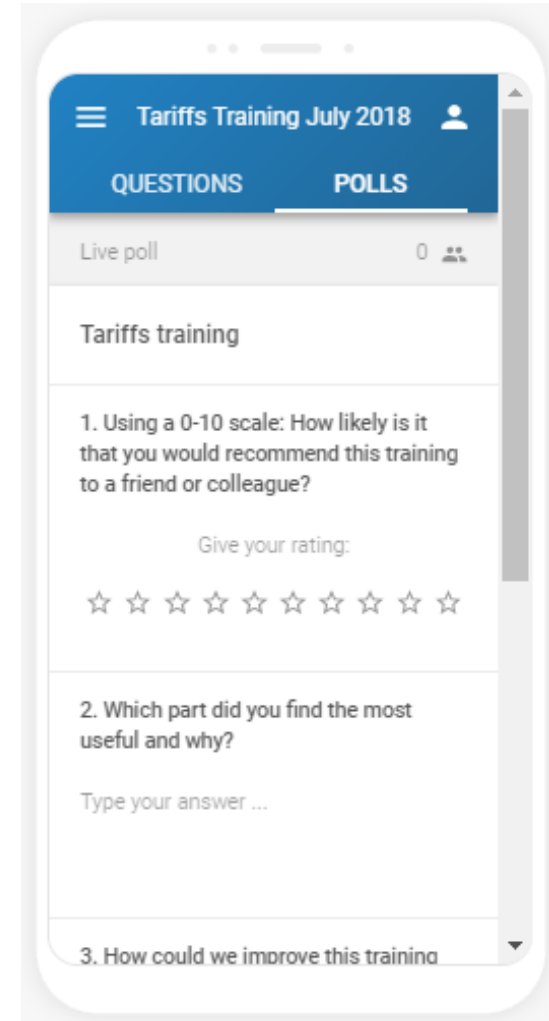 Tariffs Training July 2018
QUESTIONS POLLS
Live poll 0
Tariffs training
1. Using a 0-10 scale: How likely is it
that you would recommend this training
to a friend or colleague?
Give your rating:
2. Which part did you find the most
useful and why?
Type your answer ...
3. How could we improve this training